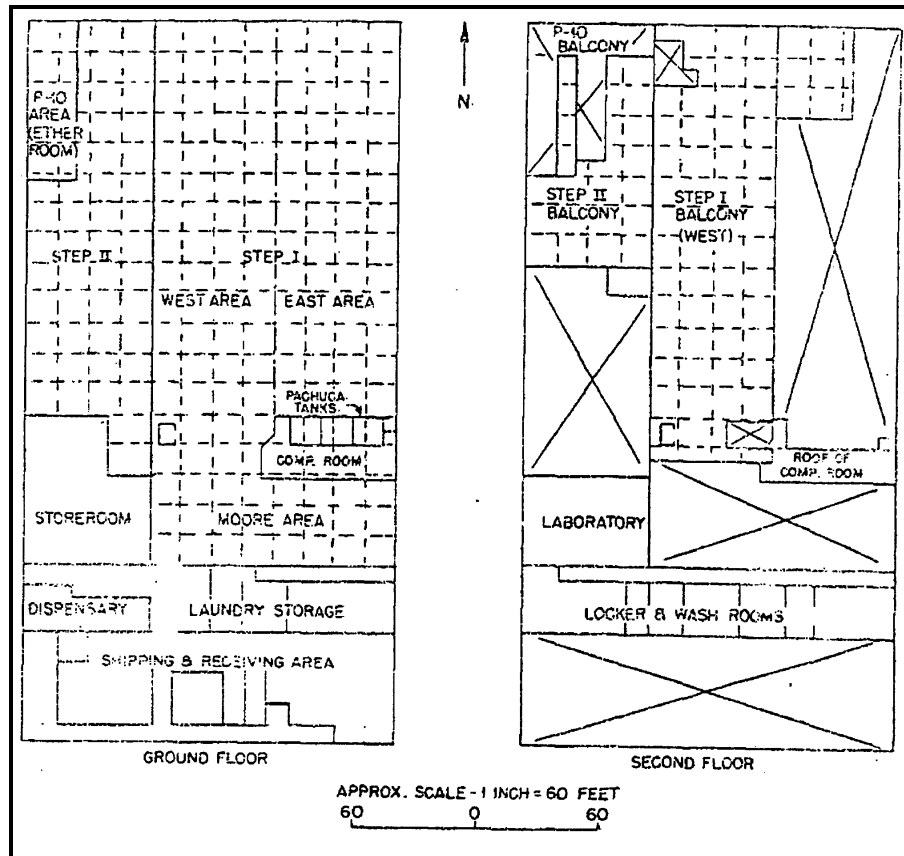 P-10
AREA
(ETHER
ROOM)
STEP II
STEP I
WEST AREA
EAST AREA
PACHUCA
TANKS
COMP. ROOM
STOREROOM
MOORE AREA
DISPENSARY
LAUNDRY STORAGE
SHIPPING & RECEIVING AREA
GROUND FLOOR
N
P-10
BALCONY
STEP II
BALCONY
STEP I
BALCONY
(WEST)
ROOF OF
COMP. ROOM
LABORATORY
LOCKER & WASH ROOMS
SECOND FLOOR
APPROX. SCALE - 1 INCH = 60 FEET
60 0 60